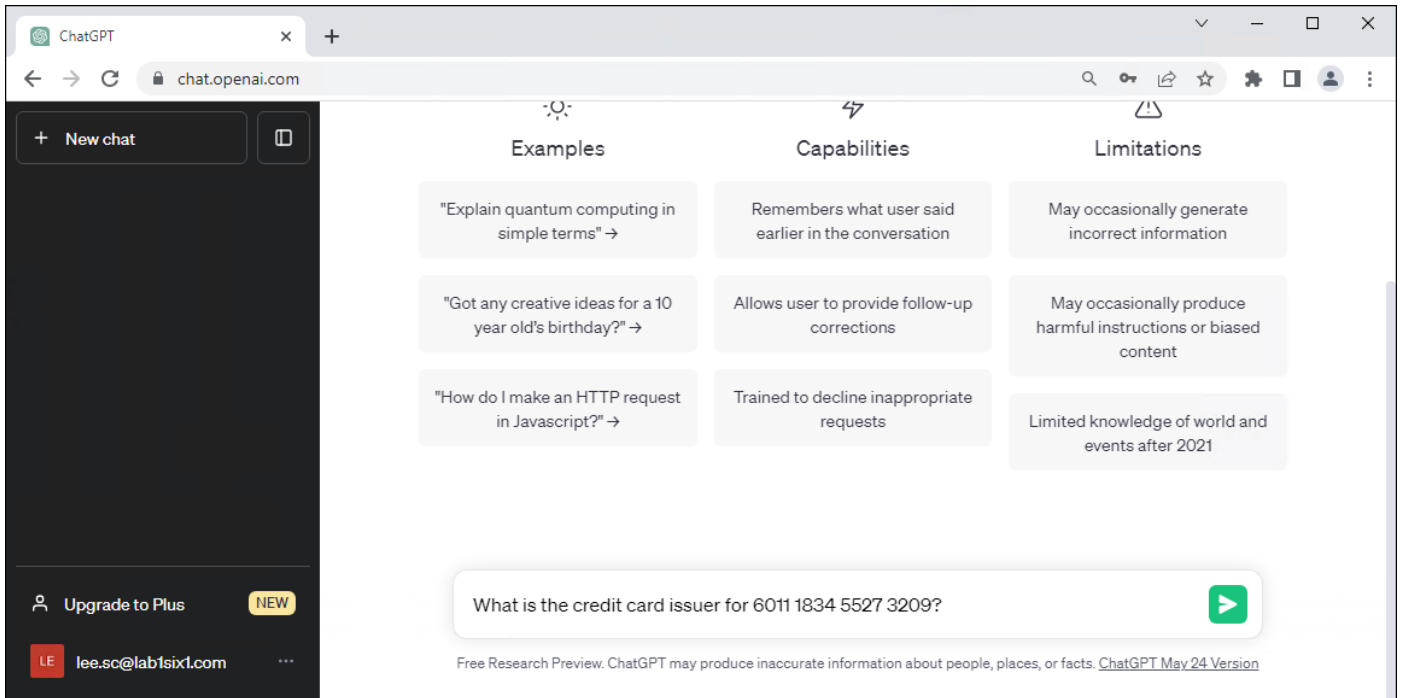 ChatGPT
chat.openai.com
New chat
Examples
Capabilities
Limitations
"Explain quantum computing in
simple terms" →
Remembers what user said
earlier in the conversation
May occasionally generate
incorrect information
"Got any creative ideas for a 10
year old's birthday?" →
Allows user to provide follow-up
corrections
May occasionally produce
harmful instructions or biased
content
"How do I make an HTTP request
in Javascript?" →
Trained to decline inappropriate
requests
Limited knowledge of world and
events after 2021
What is the credit card issuer for 6011 1834 5527 3209?
Upgrade to Plus
NEW
LE
lee.sc@lab1six1.com
Free Research Preview. ChatGPT may produce inaccurate information about people, places, or facts. ChatGPT May 24 Version